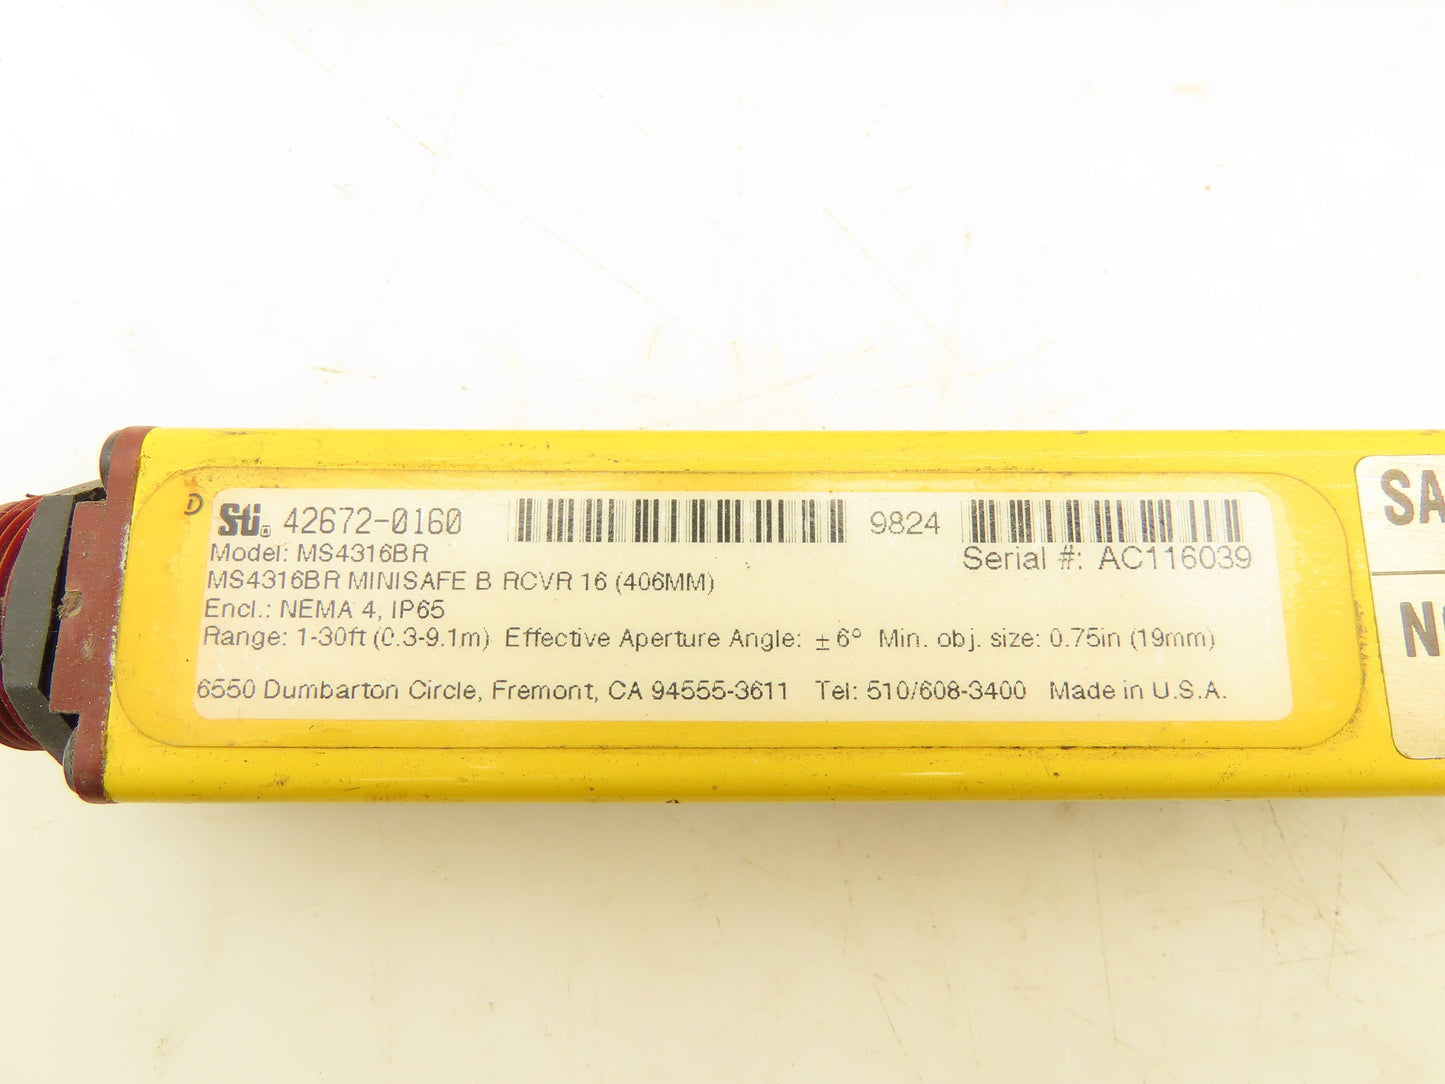 D
Sti 42672-0160 9824
Model: MS4316BR
Serial #: AC116039
MS4316BR MINISAFE B RCVR 16 (406MM)
Encl.: NEMA 4, IP65
Range: 1-30ft (0.3-9.1m) Effective Aperture Angle: ±6° Min. obj. size: 0.75in (19mm)
6550 Dumbarton Circle, Fremont, CA 94555-3611 Tel: 510/608-3400 Made in U.S.A.
SA